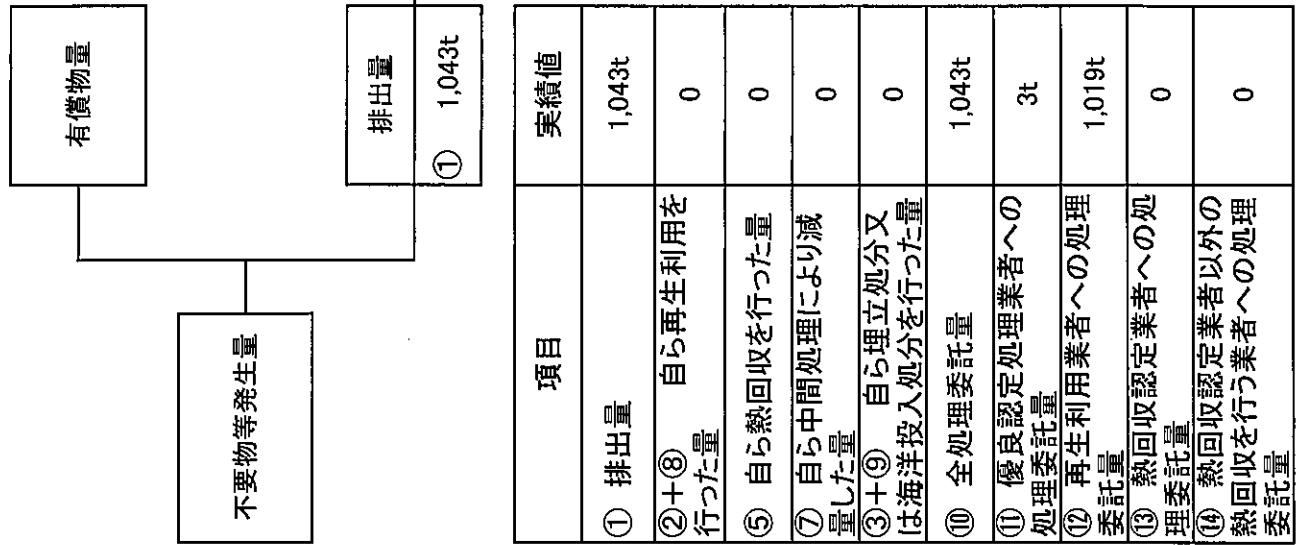 不要物等発生量
有償物量
排出量
① 1,043t
項目
実績値
① 排出量
1,043t
②+⑧ 自ら再生利用を
行った量
0
⑤ 自ら熱回収を行った量
0
⑦ 自ら中間処理により減
量した量
0
③+⑨ 自ら埋立処分又
は海洋投入処分を行った量
0
⑩ 全処理委託量
1,043t
⑪ 優良認定処理業者への
処理委託量
3t
⑫ 再生利用業者への処理
委託量
1,019t
⑬ 熱回収認定業者への処
理委託量
0
⑭ 熱回収認定業者以外の
熱回収を行う業者への処理
委託量
0